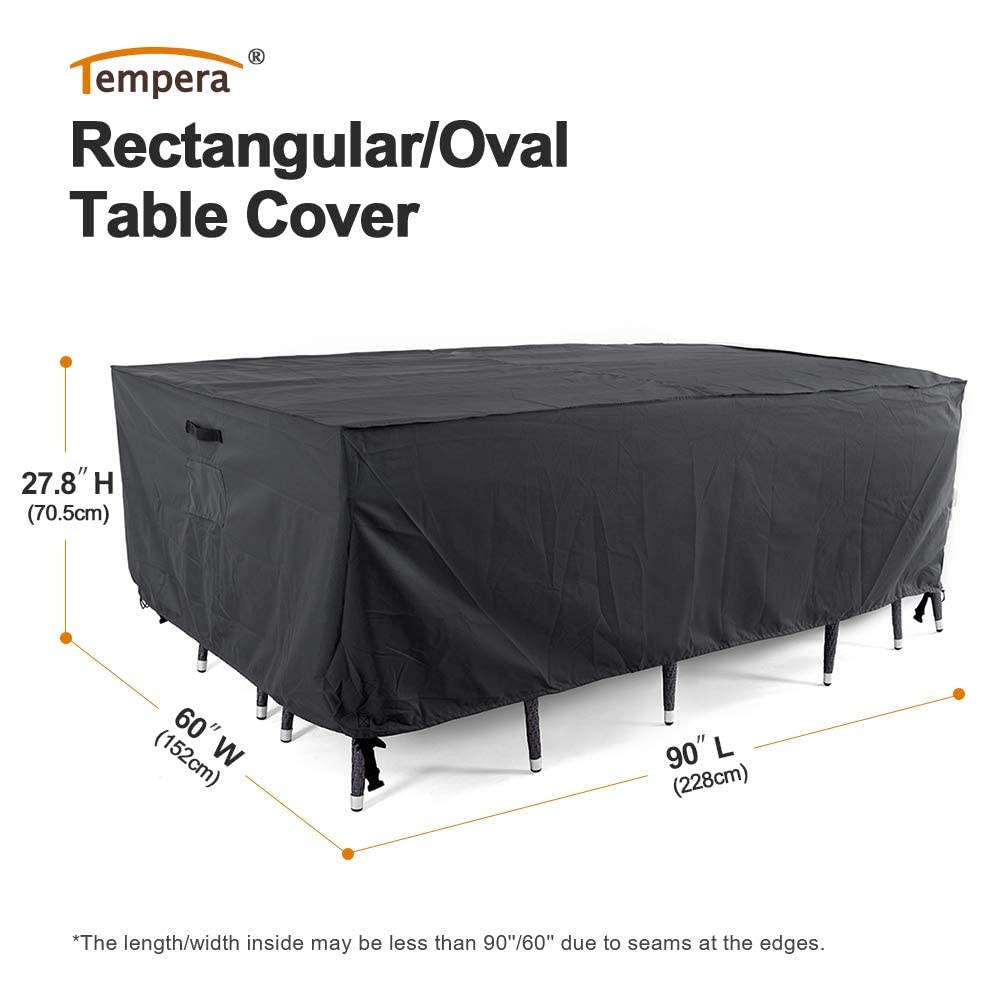 Tempera®
Rectangular/Oval
Table Cover
27.8″ H
(70.5cm)
60″ W
(152cm)
90″ L
(228cm)
*The length/width inside may be less than 90"/60" due to seams at the edges.